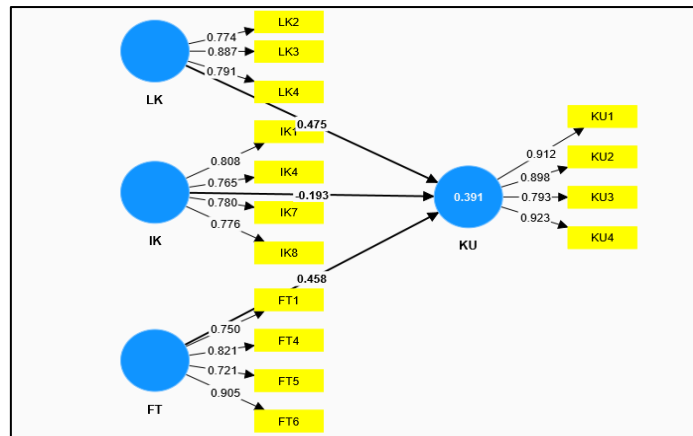 LK2
0.774
LK3
0.887
0.791
LK4
LK
0.475
IK1
0.808
IK4
0.765
-0.193
0.780
IK7
0.776
IK8
IK
0.458
FT1
0.750
FT4
0.821
0.721
FT5
0.905
FT6
FT
KU1
0.912
KU2
0.898
0.391
0.793
KU3
0.923
KU4
KU